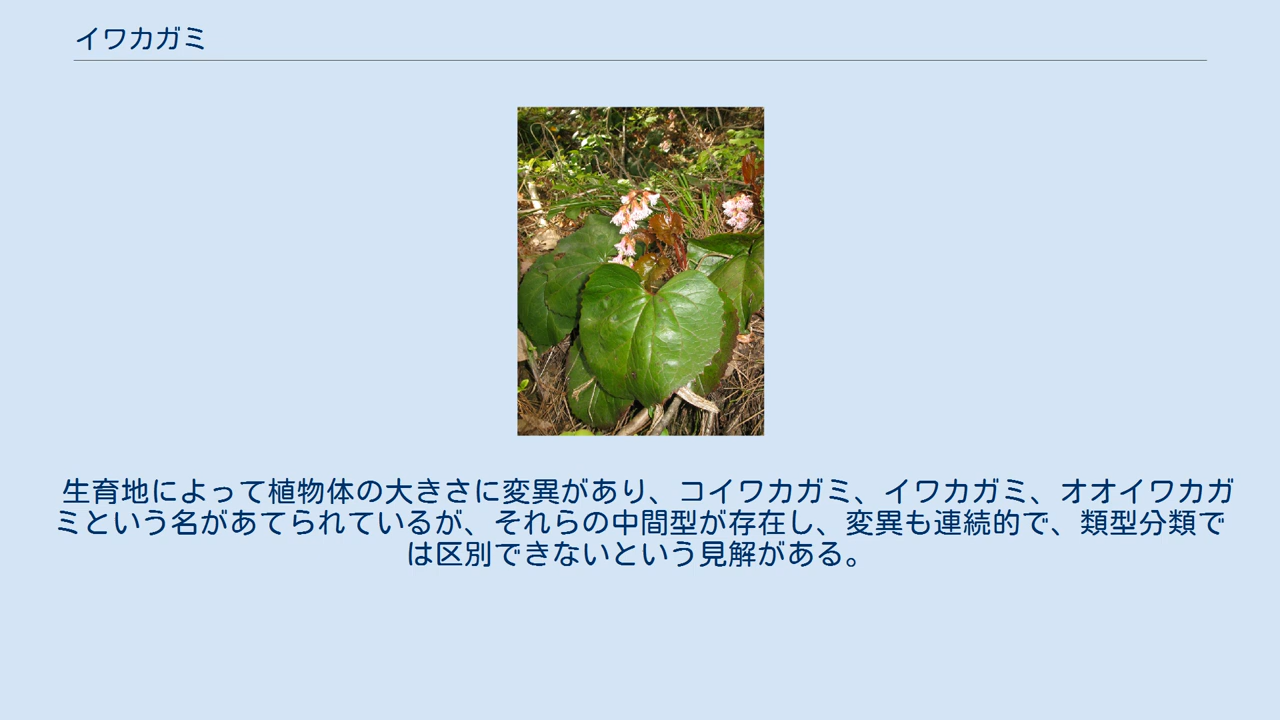 イワカガミ
生育地によって植物体の大きさに変異があり、コイワカガミ、イワカガミ、オオイワカガ
ミという名があてられているが、それらの中間型が存在し、変異も連続的で、類型分類で
は区別できないという見解がある。